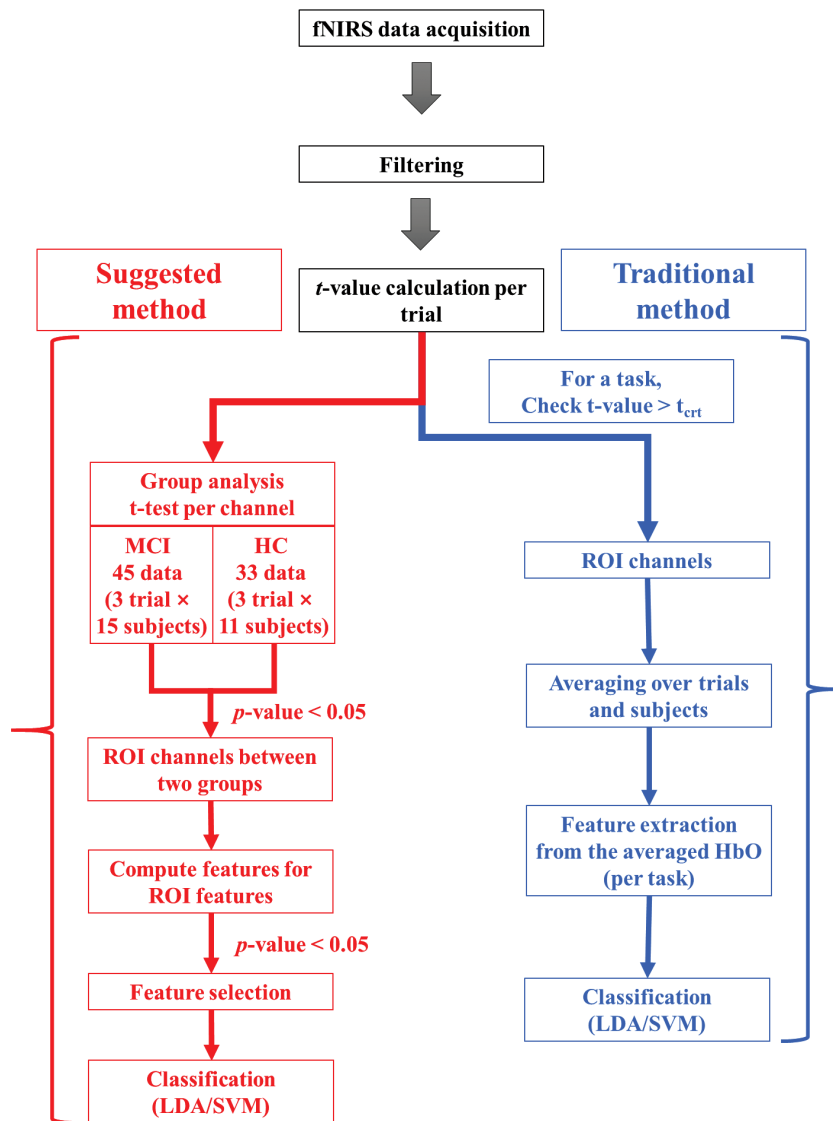 fNIRS data acquisition
Filtering
Suggested
method
t-value calculation per
trial
Traditional
method
For a task,
Check t-value > t_crt
Group analysis
t-test per channel
MCI
45 data
(3 trial ×
15 subjects)
HC
33 data
(3 trial ×
11 subjects)
p-value < 0.05
ROI channels between
two groups
Compute features for
ROI features
p-value < 0.05
Feature selection
Classification
(LDA/SVM)
ROI channels
Averaging over trials
and subjects
Feature extraction
from the averaged HbO
(per task)
Classification
(LDA/SVM)